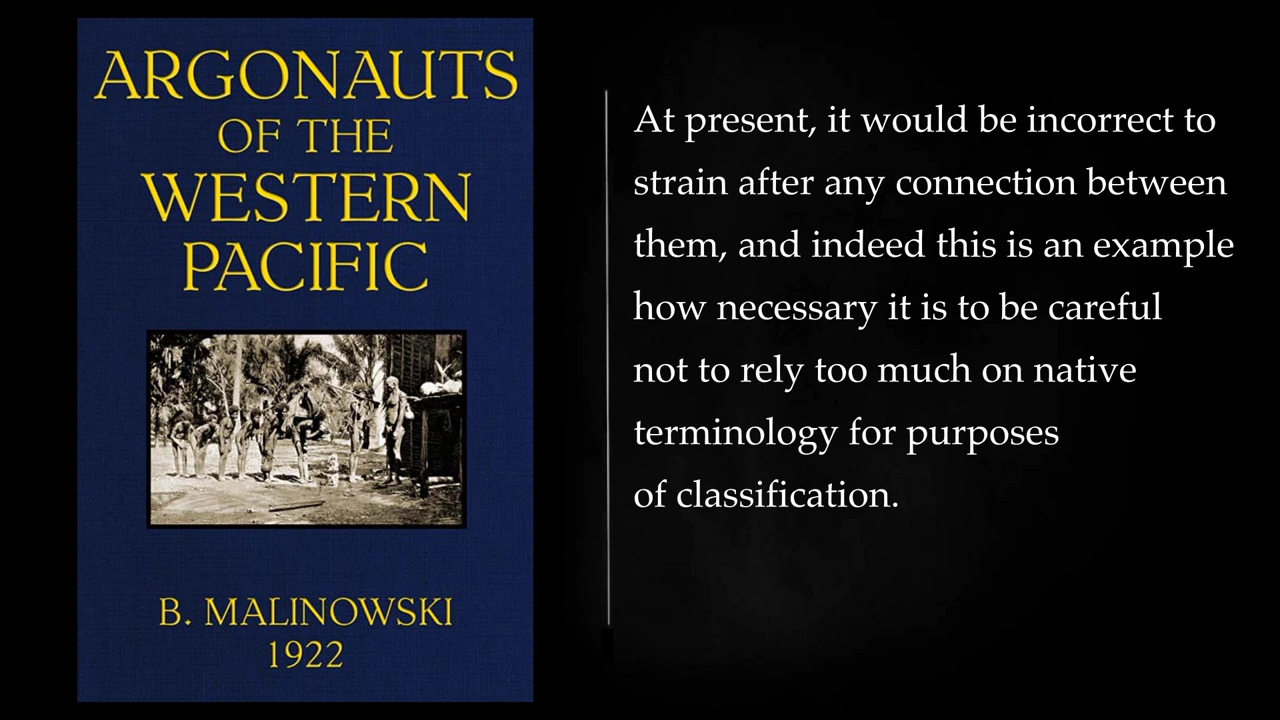 ARGONAUTS
OF THE
WESTERN
PACIFIC
B. MALINOWSKI
1922
At present, it would be incorrect to
strain after any connection between
them, and indeed this is an example
how necessary it is to be careful
not to rely too much on native
terminology for purposes
of classification.